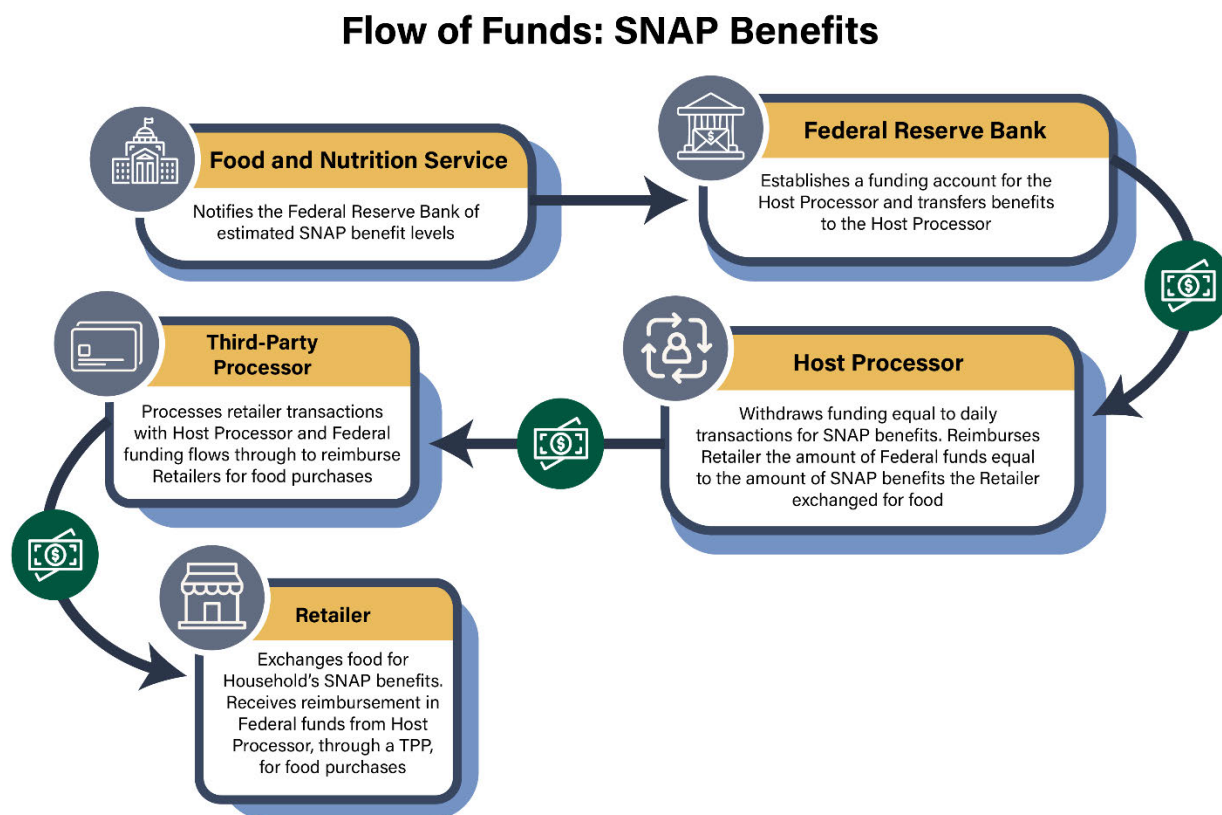 Flow of Funds: SNAP Benefits
Food and Nutrition Service
Notifies the Federal Reserve Bank of
estimated SNAP benefit levels
Federal Reserve Bank
Establishes a funding account for the
Host Processor and transfers benefits
to the Host Processor
Host Processor
Withdraws funding equal to daily
transactions for SNAP benefits. Reimburses
Retailer the amount of Federal funds equal
to the amount of SNAP benefits the Retailer
exchanged for food
Third-Party
Processor
Processes retailer transactions
with Host Processor and Federal
funding flows through to reimburse
Retailers for food purchases
Retailer
Exchanges food for
Household’s SNAP benefits.
Receives reimbursement in
Federal funds from Host
Processor, through a TPP,
for food purchases